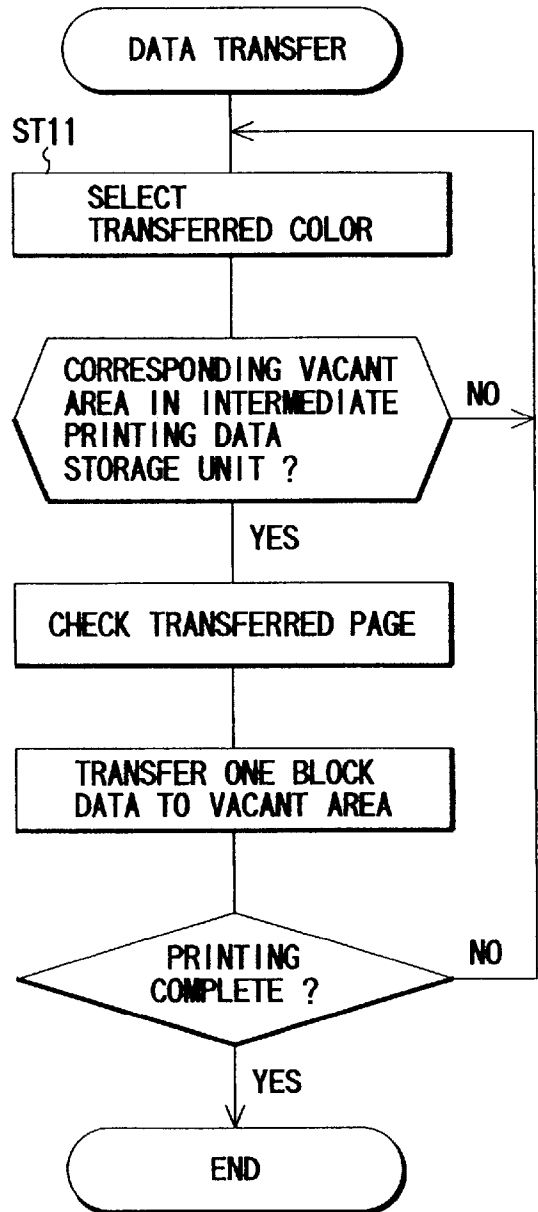 DATA TRANSFER
ST11
SELECT
TRANSFERRED COLOR
CORRESPONDING VACANT
AREA IN INTERMEDIATE
PRINTING DATA
STORAGE UNIT ?
NO
YES
CHECK TRANSFERRED PAGE
TRANSFER ONE BLOCK
DATA TO VACANT AREA
PRINTING
COMPLETE ?
NO
YES
END